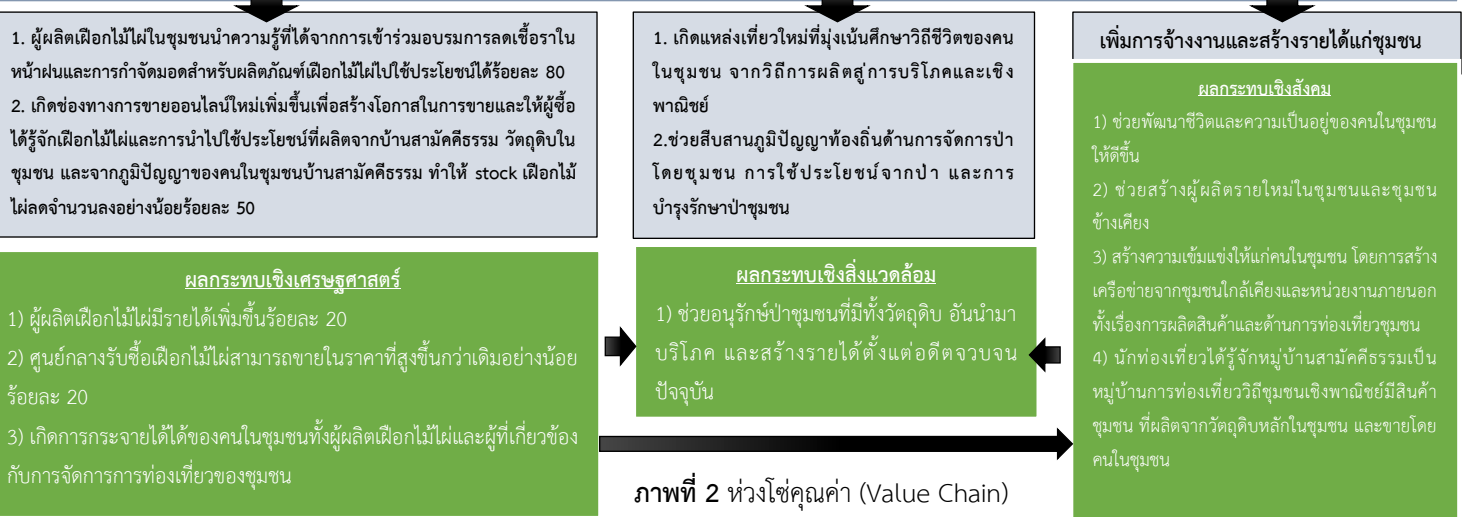 1. ผู้ผลิตเฝือกไม้ไผ่ในชุมชนนำความรู้ที่ได้จากการเข้าร่วมอบรมการลดเชื้อราใน
หน้าฝนและการกำจัดมอดสำหรับผลิตภัณฑ์เฝือกไม้ไผ่ไปใช้ประโยชน์ได้ร้อยละ 80
2. เกิดช่องทางการขายออนไลน์ใหม่เพิ่มขึ้นเพื่อสร้างโอกาสในการขายและให้ผู้ซื้อ
ได้รู้จักเฝือกไม้ไผ่และการนำไปใช้ประโยชน์ที่ผลิตจากบ้านสามัคคีธรรม วัตถุดิบใน
ชุมชน และจากภูมิปัญญาของคนในชุมชนบ้านสามัคคีธรรม ทำให้ stock เฝือกไม้
ไผ่ลดจำนวนลงอย่างน้อยร้อยละ 50
1. เกิดแหล่งเที่ยวใหม่ที่มุ่งเน้นศึกษาวิถีชีวิตของคน
ในชุมชน จากวิถีการผลิตสู่การบริโภคและเชิง
พาณิชย์
2.ช่วยสืบสานภูมิปัญญาท้องถิ่นด้านการจัดการป่า
โดยชุมชน การใช้ประโยชน์จากป่า และการ
บำรุงรักษาป่าชุมชน
เพิ่มการจ้างงานและสร้างรายได้แก่ชุมชน
ผลกระทบเชิงเศรษฐศาสตร์
1) ผู้ผลิตเฝือกไม้ไผ่มีรายได้เพิ่มขึ้นร้อยละ 20
2) ศูนย์กลางรับซื้อเฝือกไม้ไผ่สามารถขายในราคาที่สูงขึ้นกว่าเดิมอย่างน้อย
ร้อยละ 20
3) เกิดการกระจายได้ได้ของคนในชุมชนทั้งผู้ผลิตเฝือกไม้ไผ่และผู้ที่เกี่ยวข้อง
กับการจัดการการท่องเที่ยวของชุมชน
ผลกระทบเชิงสิ่งแวดล้อม
1) ช่วยอนุรักษ์ป่าชุมชนที่มีทั้งวัตถุดิบ อันนำมา
บริโภค และสร้างรายได้ตั้งแต่อดีตจวบจน
ปัจจุบัน
ผลกระทบเชิงสังคม
1) ช่วยพัฒนาชีวิตและความเป็นอยู่ของคนในชุมชน
ให้ดีขึ้น
2) ช่วยสร้างผู้ผลิตรายใหม่ในชุมชนและชุมชน
ข้างเคียง
3) สร้างความเข้มแข่งให้แก่คนในชุมชน โดยการสร้าง
เครือข่ายจากชุมชนใกล้เคียงและหน่วยงานภายนอก
ทั้งเรื่องการผลิตสินค้าและด้านการท่องเที่ยวชุมชน
4) นักท่องเที่ยวได้รู้จักหมู่บ้านสามัคคีธรรมเป็น
หมู่บ้านการท่องเที่ยววิถีชุมชนเชิงพาณิชย์มีสินค้า
ชุมชน ที่ผลิตจากวัตถุดิบหลักในชุมชน และขายโดย
คนในชุมชน
ภาพที่ 2 ห่วงโซ่คุณค่า (Value Chain)